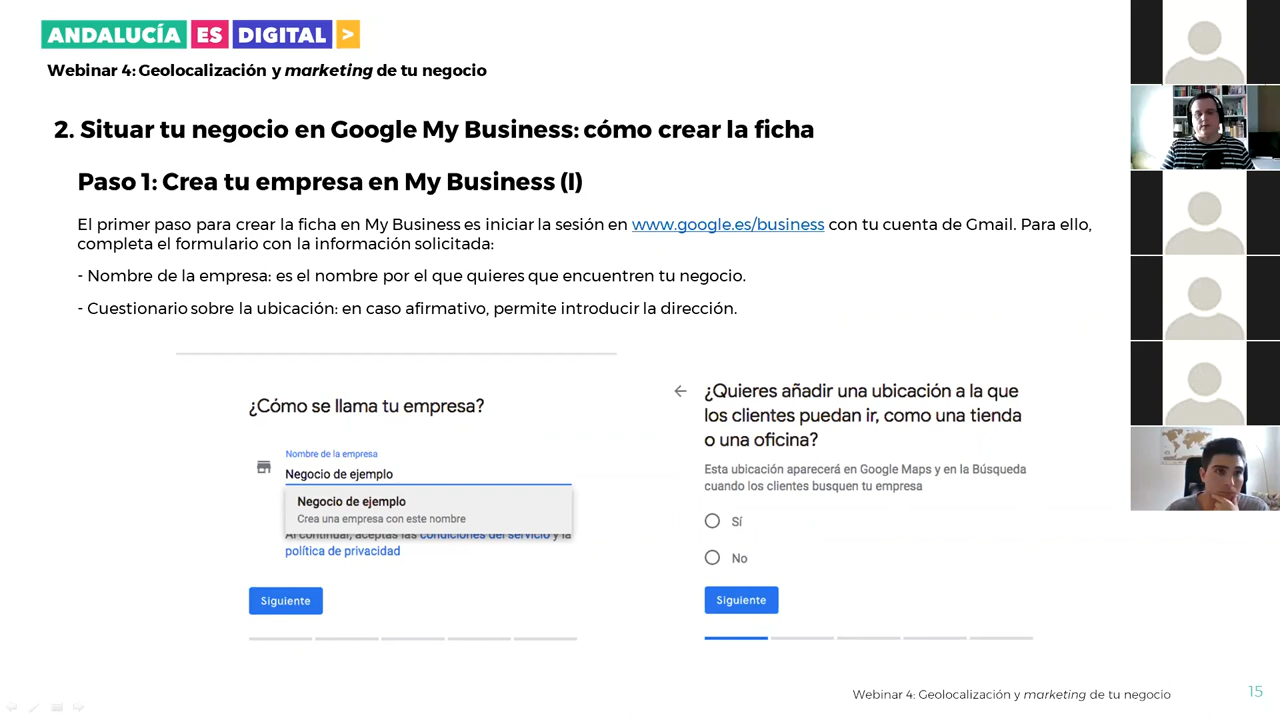 ANDALUCÍA ES DIGITAL >
Webinar 4: Geolocalización y marketing de tu negocio
2. Situar tu negocio en Google My Business: cómo crear la ficha
Paso 1: Crea tu empresa en My Business (I)
El primer paso para crear la ficha en My Business es iniciar la sesión en www.google.es/business con tu cuenta de Gmail. Para ello,
completa el formulario con la información solicitada:
- Nombre de la empresa: es el nombre por el que quieres que encuentren tu negocio.
- Cuestionario sobre la ubicación: en caso afirmativo, permite introducir la dirección.
¿Cómo se llama tu empresa?
Nombre de la empresa
Negocio de ejemplo
Negocio de ejemplo
Crea una empresa con este nombre
Al continuar, aceptas las condiciones del servicio y la
política de privacidad
Siguiente
¿Quieres añadir una ubicación a la que
los clientes puedan ir, como una tienda
o una oficina?
Esta ubicación aparecerá en Google Maps y en la Búsqueda
cuando los clientes busquen tu empresa
Sí
No
Siguiente
Webinar 4: Geolocalización y marketing de tu negocio
15